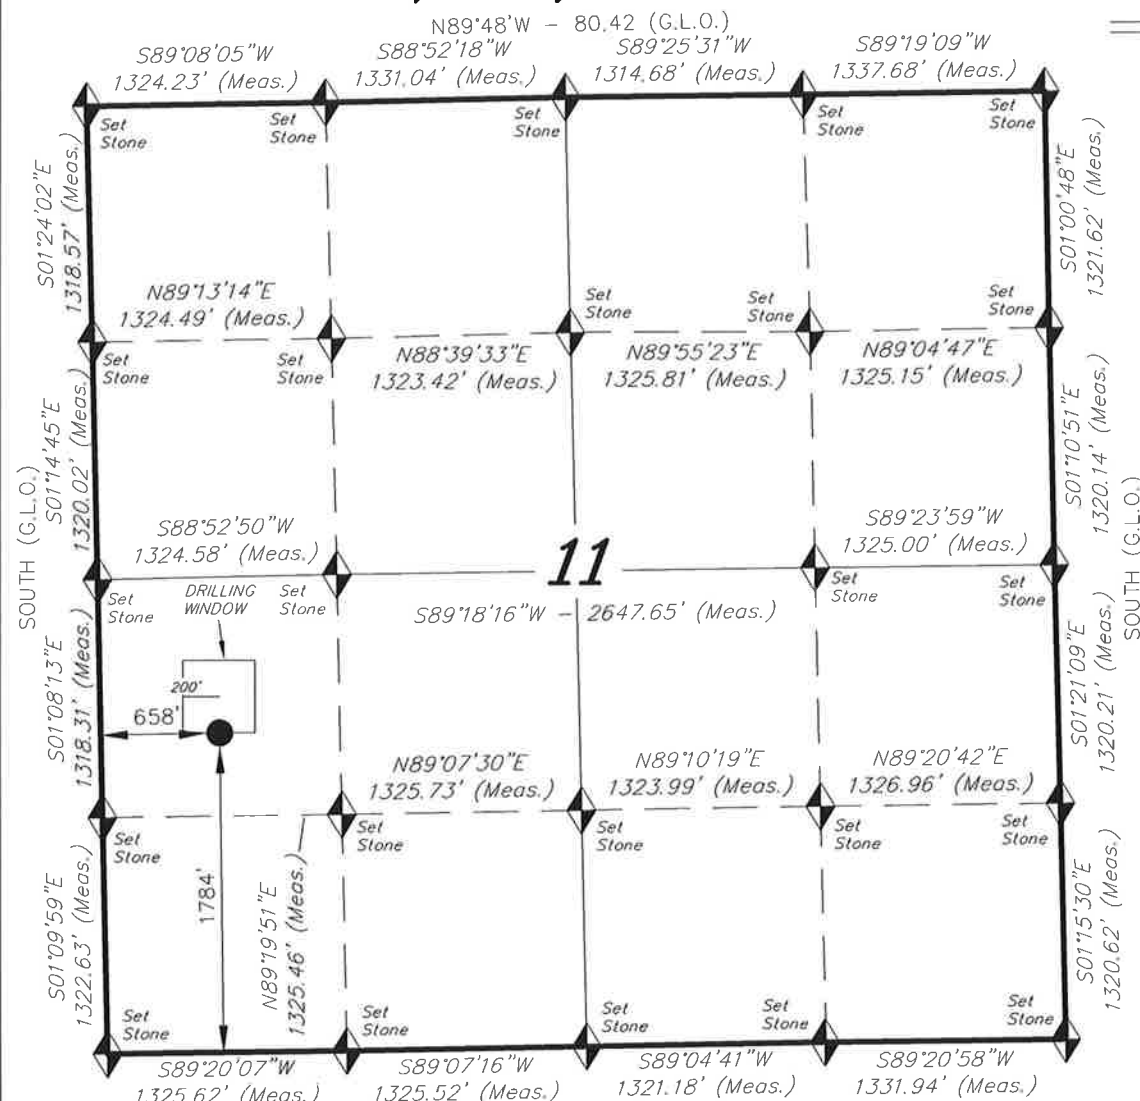 N89°48'W - 80.42 (G.L.O.)
S89°08'05"W
1324.23' (Meas.)
S88°52'18"W
1331.04' (Meas.)
S89°25'31"W
1314.68' (Meas.)
S89°19'09"W
1337.68' (Meas.)
Set
Stone
Set
Stone
Set
Stone
Set
Stone
Set
Stone
S01°24'02"E
1318.57' (Meas.)
S01°00'48"E
1321.62' (Meas.)
N89°13'14"E
1324.49' (Meas.)
Set
Stone
Set
Stone
Set
Stone
Set
Stone
Set
Stone
N88°39'33"E
1323.42' (Meas.)
N89°55'23"E
1325.81' (Meas.)
N89°04'47"E
1325.15' (Meas.)
SOUTH (G.L.O.)
S01°14'45"E
1320.02' (Meas.)
S01°10'51"E
1320.14' (Meas.)
SOUTH (G.L.O.)
S88°52'50"W
1324.58' (Meas.)
S89°23'59"W
1325.00' (Meas.)
11
Set
Stone
DRILLING
WINDOW
Set
Stone
S89°18'16"W - 2647.65' (Meas.)
Set
Stone
Set
Stone
S01°08'13"E
1318.31' (Meas.)
200'
658'
S01°21'09"E
1320.21' (Meas.)
N89°07'30"E
1325.73' (Meas.)
N89°10'19"E
1323.99' (Meas.)
N89°20'42"E
1326.96' (Meas.)
Set
Stone
Set
Stone
Set
Stone
Set
Stone
Set
Stone
S01°09'59"E
1322.63' (Meas.)
1784'
N89°19'51"E
1325.46' (Meas.)
S01°15'30"E
1320.62' (Meas.)
Set
Stone
Set
Stone
Set
Stone
Set
Stone
Set
Stone
S89°20'07"W
1325.62' (Meas.)
S89°07'16"W
1325.52' (Meas.)
S89°04'41"W
1321.18' (Meas.)
S89°20'58"W
1331.94' (Meas.)